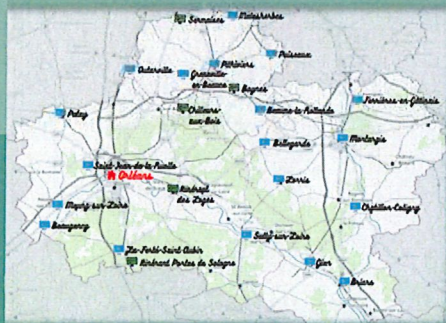 Sermaises
Malesherbes
Puiseaux
Pithiviers
Outarville
Greneville-
en-Beauce
Boynes
Ferrières-en-Gâtinais
Chilleurs-
aux-Bois
Beaune-la-Rolande
Patay
Bellegarde
Montargis
Saint-Jean-de-la-Ruelle
Orléans
Lorris
Itinérant
des Loges
Meung-sur-Loire
Châtillon-Coligny
Beaugency
Sully-sur-Loire
La-Ferté-Saint-Aubin
Itinérant Portes de Sologne
Gien
Briare